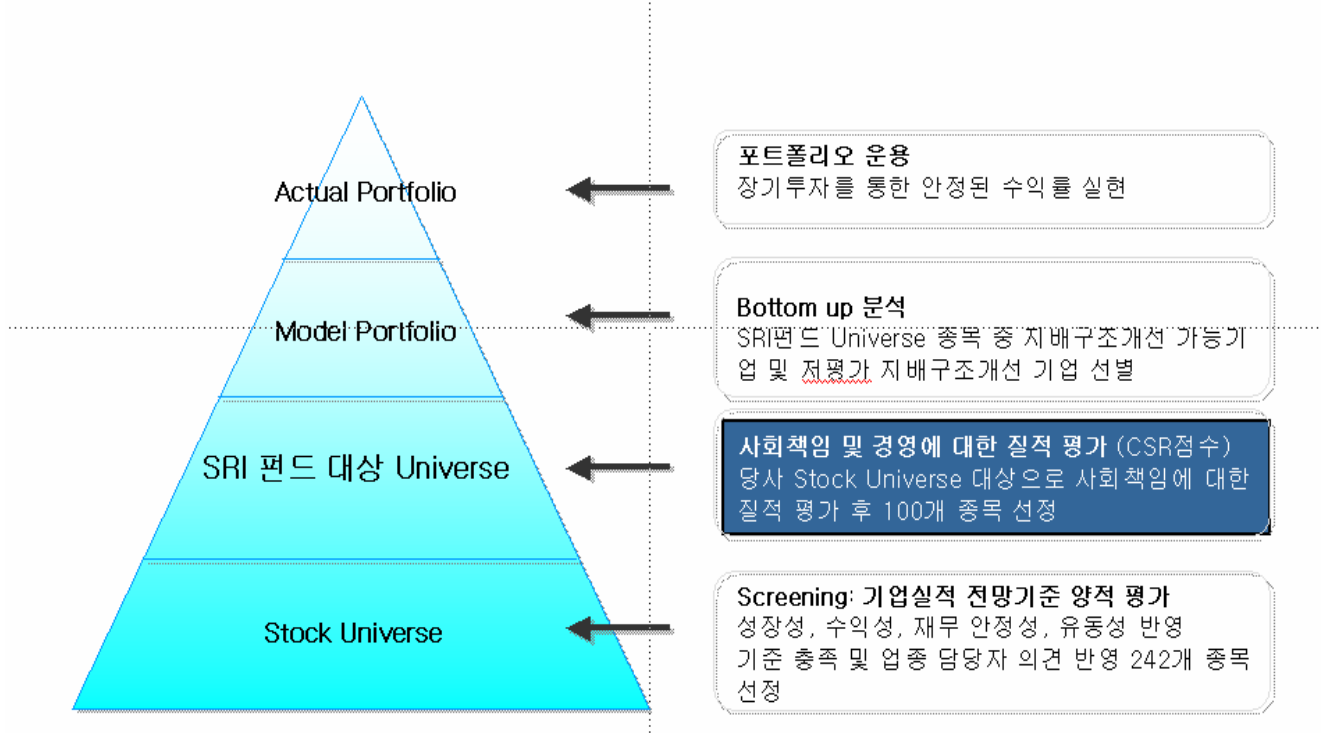 Actual Portfolio
포트폴리오 운용
장기투자를 통한 안정된 수익률 실현
Model Portfolio
Bottom up 분석
SRI펀드 Universe 종목 중 지배구조개선 가능기
업 및 저평가 지배구조개선 기업 선별
SRI 펀드 대상 Universe
사회책임 및 경영에 대한 질적 평가 (CSR점수)
당사 Stock Universe 대상으로 사회책임에 대한
질적 평가 후 100개 종목 선정
Stock Universe
Screening: 기업실적 전망기준 양적 평가
성장성, 수익성, 재무 안정성, 유동성 반영
기준 충족 및 업종 담당자 의견 반영 242개 종목
선정